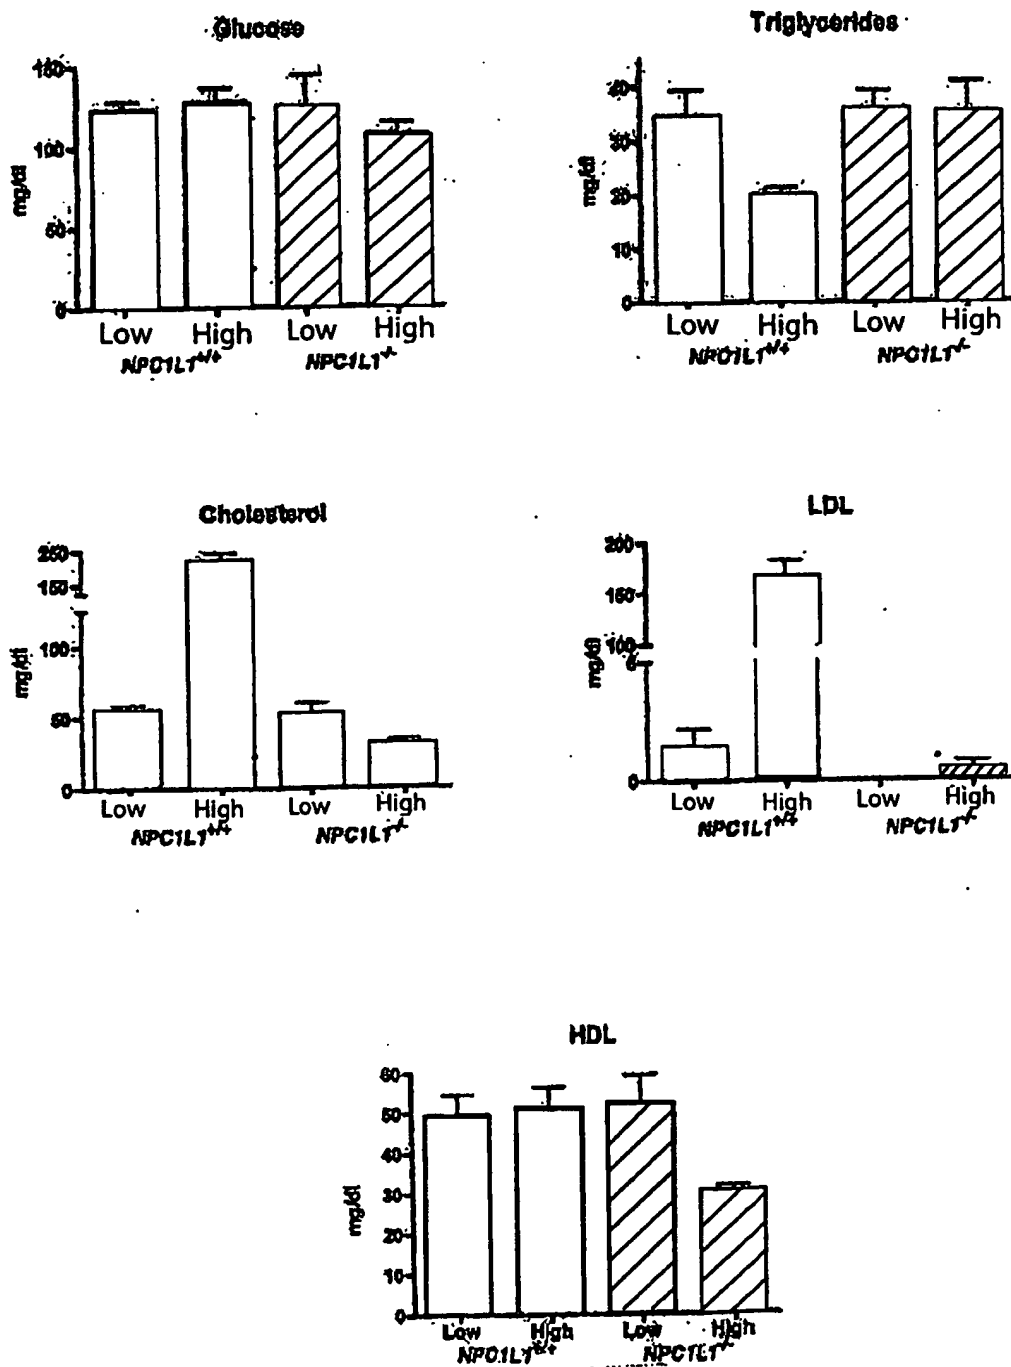 Glucose
150
100
50
0
mg/dl
Low High Low High
NPC1L1+/+ NPC1L1-/-
Triglycerides
30
20
10
0
mg/dl
Low High Low High
NPC1L1+/+ NPC1L1-/-
Cholesterol
250
150
100
50
0
mg/dl
Low High Low High
NPC1L1+/+ NPC1L1-/-
LDL
200
150
100
0
mg/dl
Low High Low High
NPC1L1+/+ NPC1L1-/-
HDL
60
50
40
30
20
10
0
mg/dl
Low High Low High
NPC1L1+/+ NPC1L1-/-